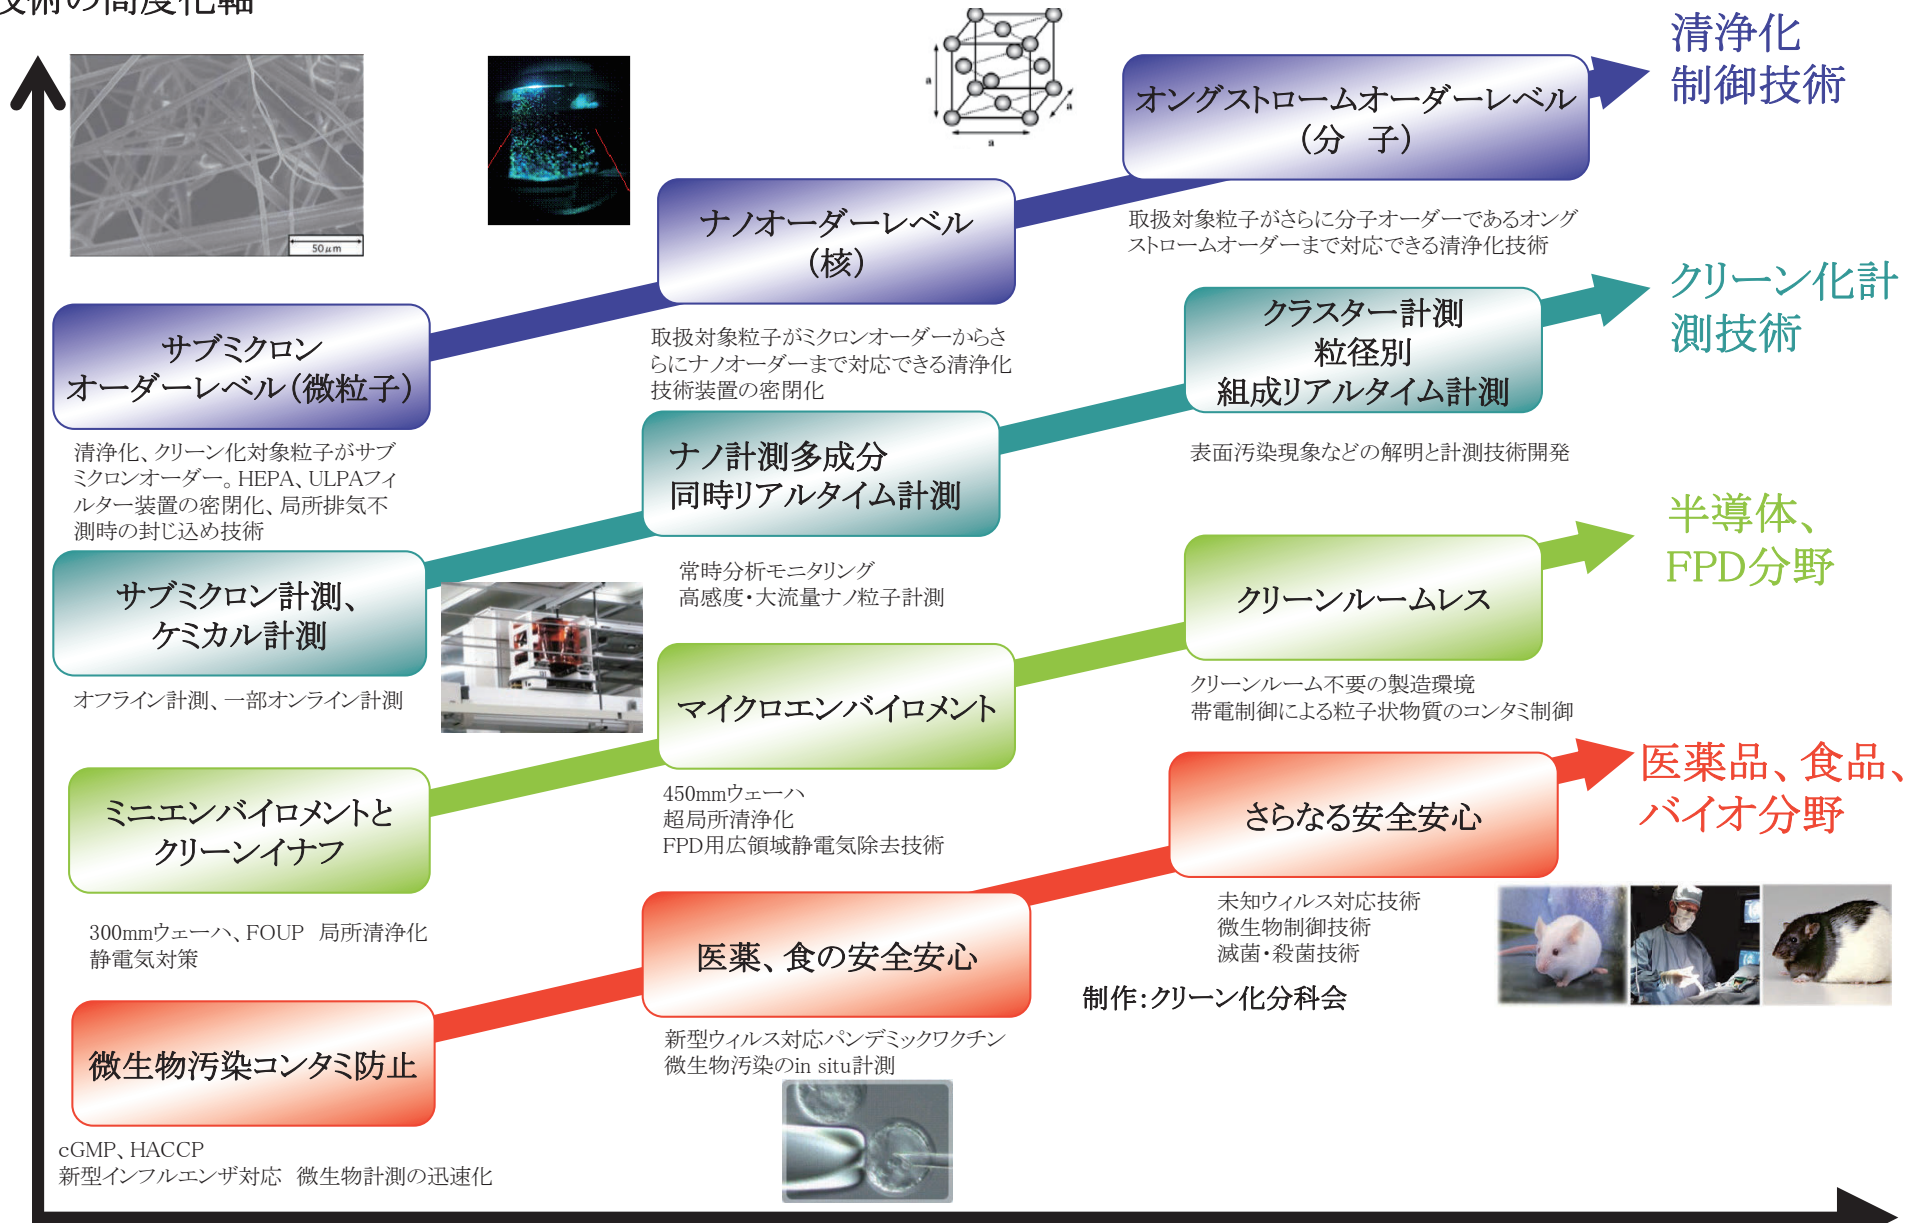 技術の高度化軸
50μm
a
a
a
清浄化
制御技術
オングストロームオーダーレベル
(分　子)
取扱対象粒子がさらに分子オーダーであるオング
ストロームオーダーまで対応できる清浄化技術
ナノオーダーレベル
(核)
取扱対象粒子がミクロンオーダーからさ
らにナノオーダーまで対応できる清浄化
技術装置の密閉化
サブミクロン
オーダーレベル(微粒子)
清浄化、クリーン化対象粒子がサブ
ミクロンオーダー。HEPA、ULPAフィ
ルター装置の密閉化、局所排気不
測時の封じ込め技術
クリーン化計
測技術
クラスター計測
粒径別
組成リアルタイム計測
表面汚染現象などの解明と計測技術開発
ナノ計測多成分
同時リアルタイム計測
常時分析モニタリング
高感度・大流量ナノ粒子計測
サブミクロン計測、
ケミカル計測
オフライン計測、一部オンライン計測
半導体、
FPD分野
クリーンルームレス
クリーンルーム不要の製造環境
帯電制御による粒子状物質のコンタミ制御
マイクロエンバイロメント
450mmウェーハ
超局所清浄化
FPD用広領域静電気除去技術
ミニエンバイロメントと
クリーンイナフ
300mmウェーハ、FOUP　局所清浄化
静電気対策
医薬品、食品、
バイオ分野
さらなる安全安心
未知ウィルス対応技術
微生物制御技術
滅菌・殺菌技術
医薬、食の安全安心
新型ウィルス対応パンデミックワクチン
微生物汚染のin situ計測
微生物汚染コンタミ防止
cGMP、HACCP
新型インフルエンザ対応　微生物計測の迅速化
制作：クリーン化分科会